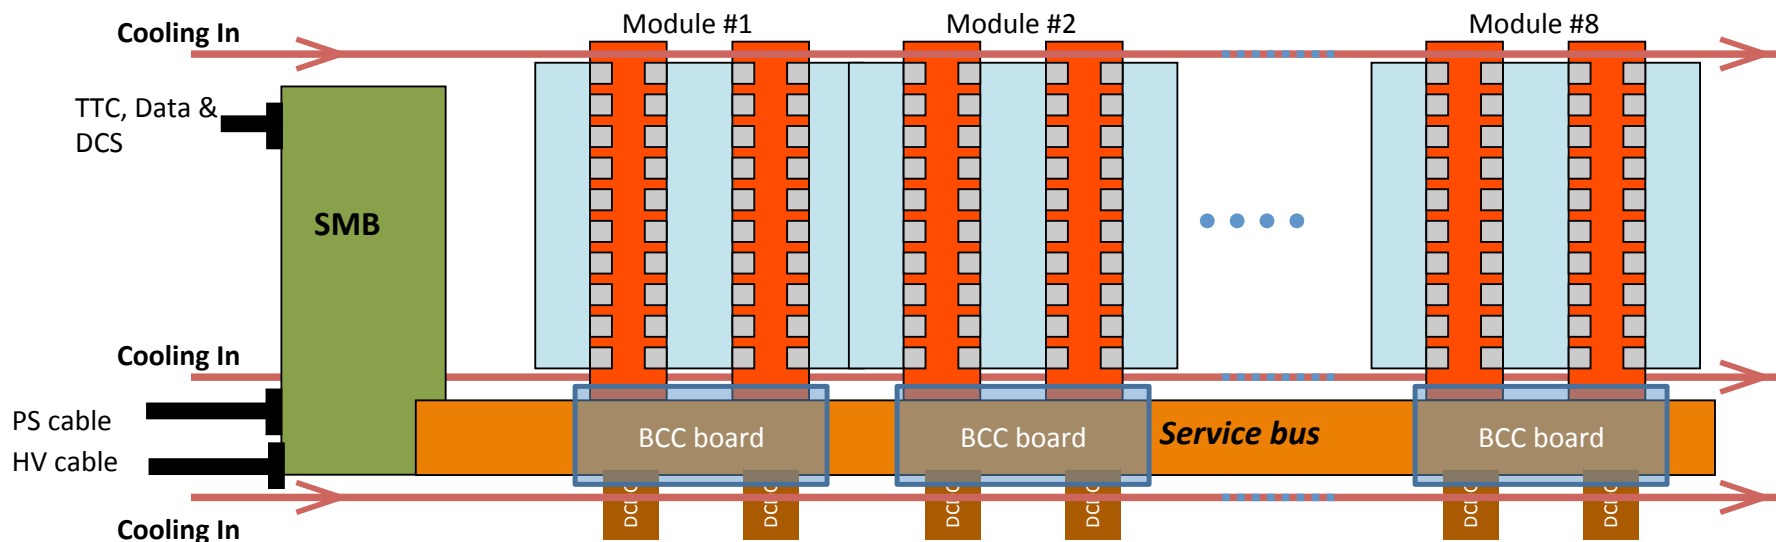 Module #1
Module #2
Module #8
Cooling In
TTC, Data &
DCS
SMB
Cooling In
PS cable
HV cable
BCC board
BCC board
Service bus
BCC board
Cooling In